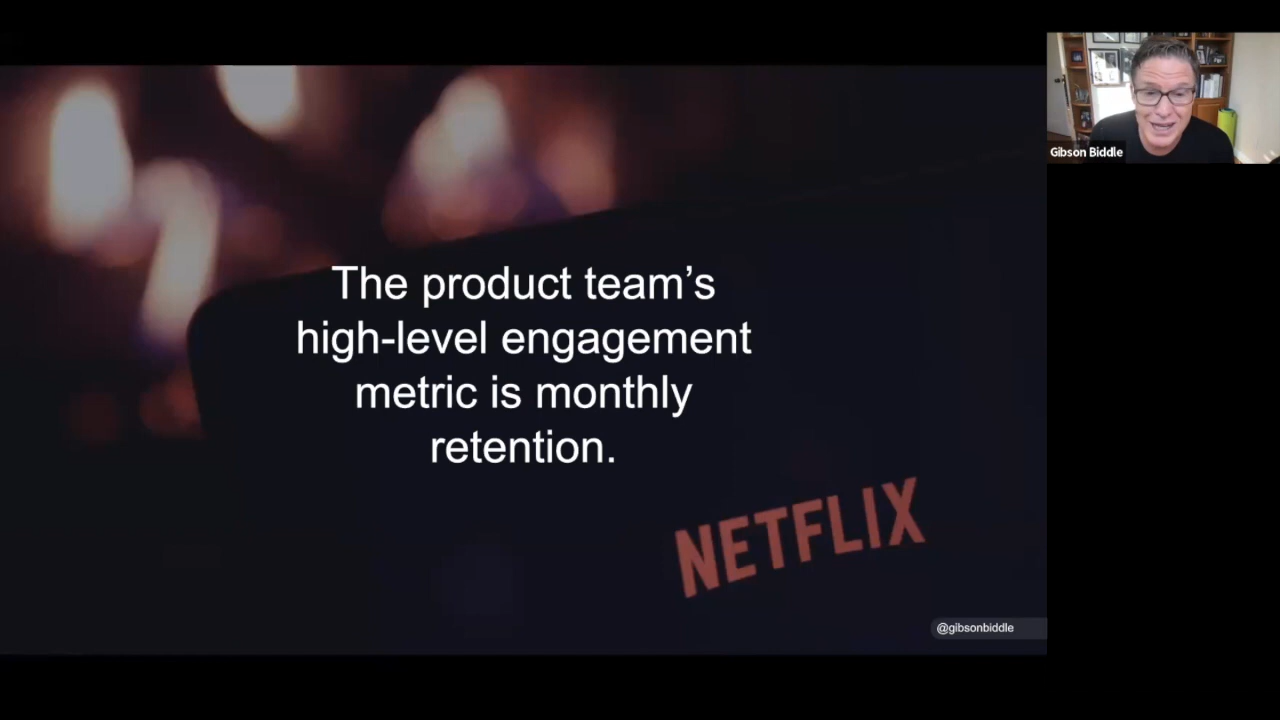 Gibson Biddle
The product team’s
high-level engagement
metric is monthly
retention.
NETFLIX
@gibsonbiddle